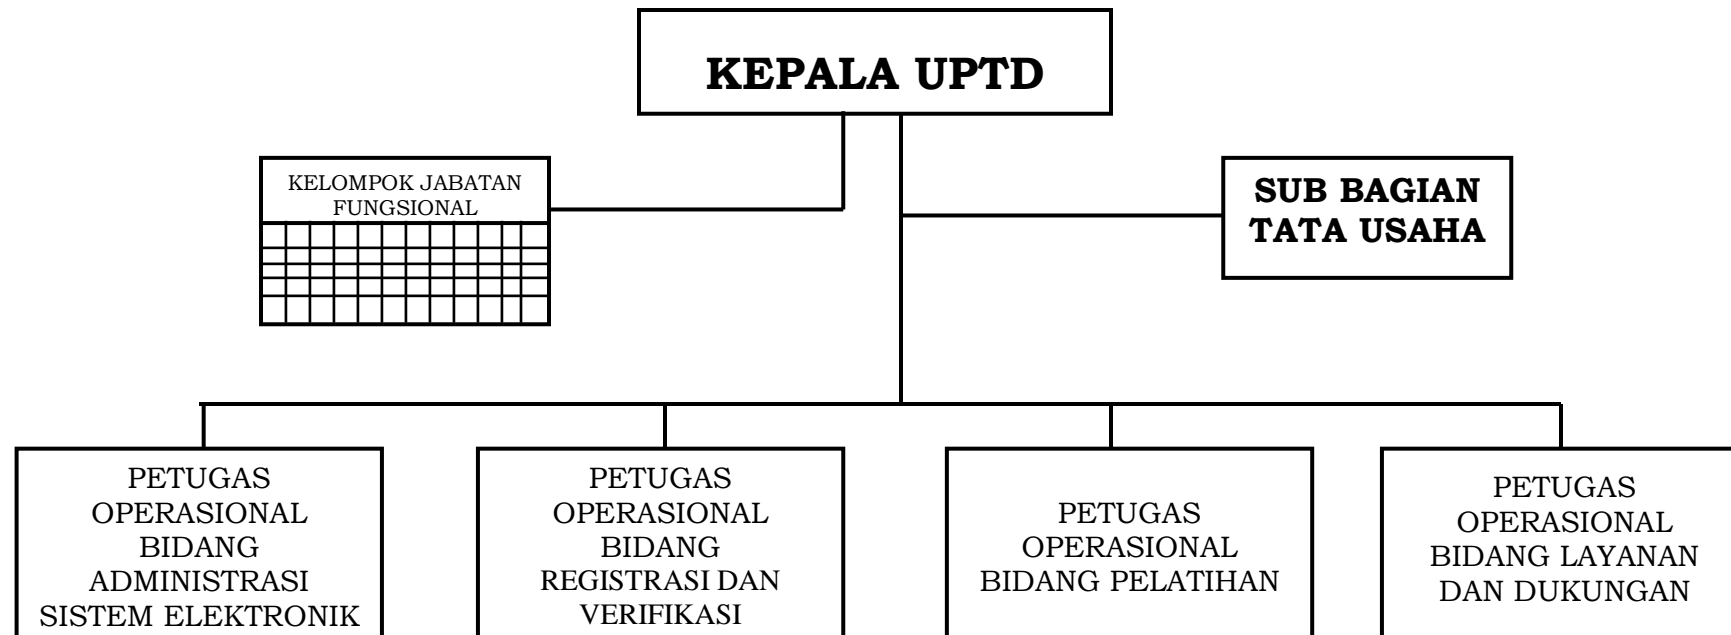 KEPALA UPTD
KELOMPOK JABATAN
FUNGSIONAL
SUB BAGIAN
TATA USAHA
PETUGAS
OPERASIONAL
BIDANG
ADMINISTRASI
SISTEM ELEKTRONIK
PETUGAS
OPERASIONAL
BIDANG
REGISTRASI DAN
VERIFIKASI
PETUGAS
OPERASIONAL
BIDANG PELATIHAN
PETUGAS
OPERASIONAL
BIDANG LAYANAN
DAN DUKUNGAN